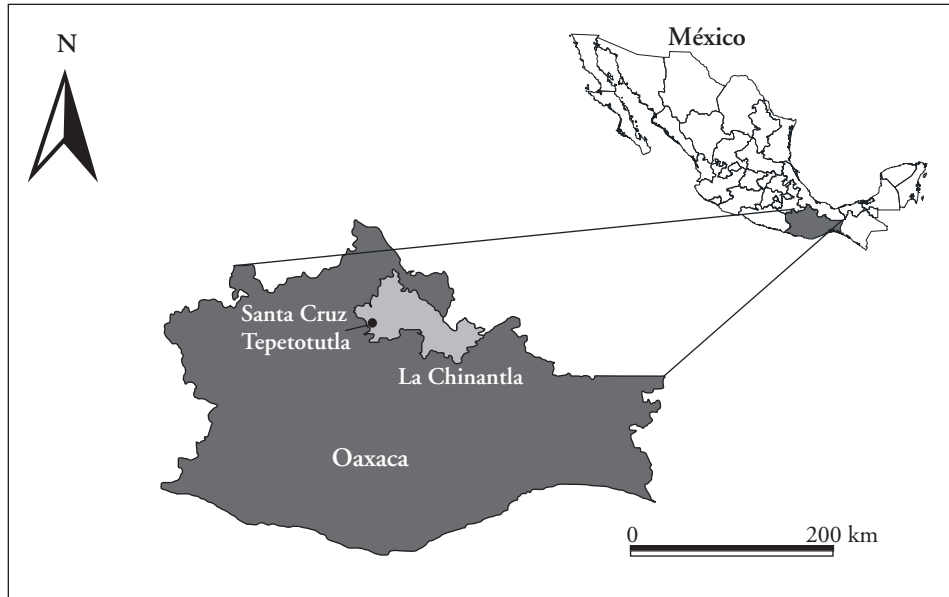 N
México
Santa Cruz
Tepetotutla
La Chinantla
Oaxaca
0 200 km